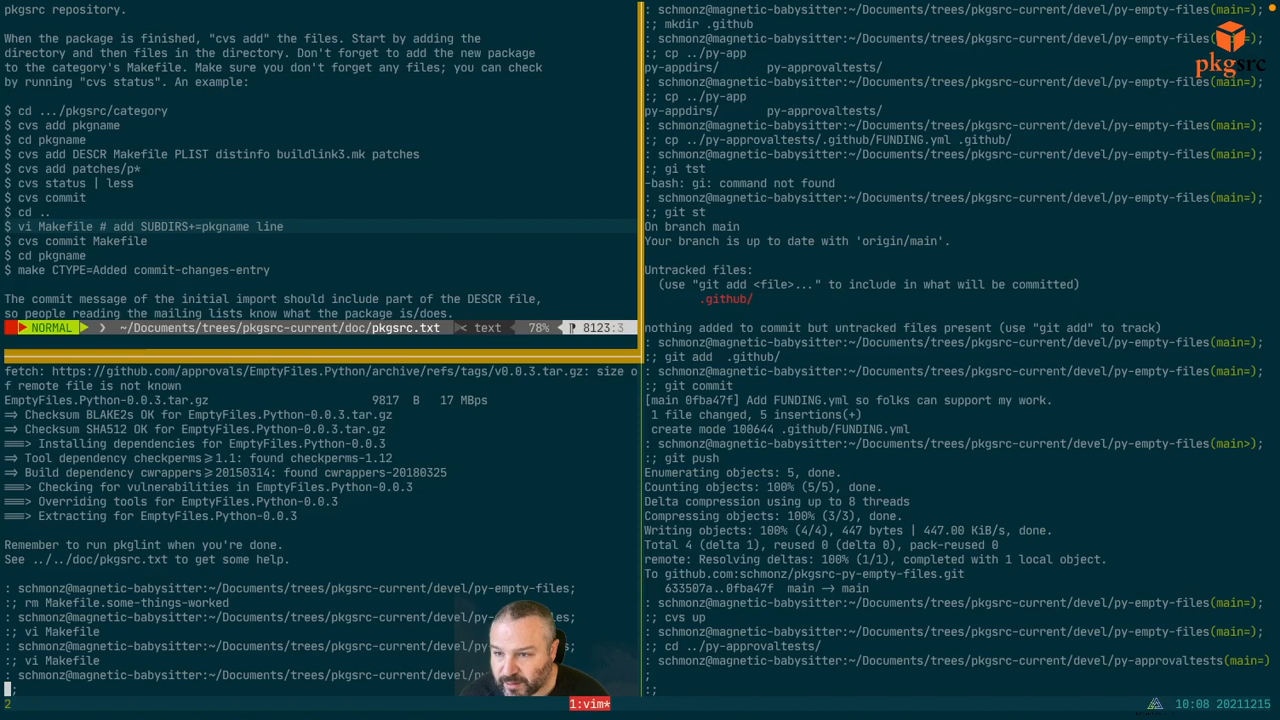 pkgsrc repository.
When the package is finished, "cvs add" the files. Start by adding the
directory and then files in the directory. Don't forget to add the new package
to the category's Makefile. Make sure you don't forget any files; you can check
by running "cvs status". An example:
$ cd .../pkgsrc/category
$ cvs add pkgname
$ cd pkgname
$ cvs add DESCR Makefile PLIST distinfo buildlink3.mk patches
$ cvs add patches/p*
$ cvs status | less
$ cvs commit
$ cd ..
$ vi Makefile # add SUBDIRS+=pkgname line
$ cvs commit Makefile
$ cd pkgname
$ make CTYPE=Added commit-changes-entry
The commit message of the initial import should include part of the DESCR file,
so people reading the mailing lists know what the package is/does.
NORMAL ~/Documents/trees/pkgsrc-current/doc/pkgsrc.txt text 78% 8123:3
fetch: https://github.com/approvals/EmptyFiles.Python/archive/refs/tags/v0.0.3.tar.gz: size o
f remote file is not known
EmptyFiles.Python-0.0.3.tar.gz 9817 B 17 MBps
=> Checksum BLAKE2s OK for EmptyFiles.Python-0.0.3.tar.gz
=> Checksum SHA512 OK for EmptyFiles.Python-0.0.3.tar.gz
===> Installing dependencies for EmptyFiles.Python-0.0.3
=> Tool dependency checkperms>=1.1: found checkperms-1.12
=> Build dependency cwrappers>=20150314: found cwrappers-20180325
===> Checking for vulnerabilities in EmptyFiles.Python-0.0.3
===> Overriding tools for EmptyFiles.Python-0.0.3
===> Extracting for EmptyFiles.Python-0.0.3
Remember to run pkglint when you're done.
See ../../doc/pkgsrc.txt to get some help.
: schmonz@magnetic-babysitter:~/Documents/trees/pkgsrc-current/devel/py-empty-files;
:; rm Makefile.some-things-worked
: schmonz@magnetic-babysitter:~/Documents/trees/pkgsrc-current/devel/py-empty-files;
:; vi Makefile
: schmonz@magnetic-babysitter:~/Documents/trees/pkgsrc-current/devel/py-empty-files;
:; vi Makefile
: schmonz@magnetic-babysitter:~/Documents/trees/pkgsrc-current/devel/
;
: schmonz@magnetic-babysitter:~/Documents/trees/pkgsrc-current/devel/py-empty-files(main=);
:; mkdir .github
: schmonz@magnetic-babysitter:~/Documents/trees/pkgsrc-current/devel/py-empty-files(main=);
:; cp ../py-app
py-appdirs/ py-approvaltests/
: schmonz@magnetic-babysitter:~/Documents/trees/pkgsrc-current/devel/py-empty-files(main=);
:; cp ../py-app
py-appdirs/ py-approvaltests/
: schmonz@magnetic-babysitter:~/Documents/trees/pkgsrc-current/devel/py-empty-files(main=);
:; cp ../py-approvaltests/.github/FUNDING.yml .github/
: schmonz@magnetic-babysitter:~/Documents/trees/pkgsrc-current/devel/py-empty-files(main=);
:; gi tst
-bash: gi: command not found
: schmonz@magnetic-babysitter:~/Documents/trees/pkgsrc-current/devel/py-empty-files(main=);
:; git st
On branch main
Your branch is up to date with 'origin/main'.
Untracked files:
(use "git add <file>..." to include in what will be committed)
.github/
nothing added to commit but untracked files present (use "git add" to track)
: schmonz@magnetic-babysitter:~/Documents/trees/pkgsrc-current/devel/py-empty-files(main=);
:; git add .github/
: schmonz@magnetic-babysitter:~/Documents/trees/pkgsrc-current/devel/py-empty-files(main=);
:; git commit
[main 0fba47f] Add FUNDING.yml so folks can support my work.
1 file changed, 5 insertions(+)
create mode 100644 .github/FUNDING.yml
: schmonz@magnetic-babysitter:~/Documents/trees/pkgsrc-current/devel/py-empty-files(main>);
:; git push
Enumerating objects: 5, done.
Counting objects: 100% (5/5), done.
Delta compression using up to 8 threads
Compressing objects: 100% (3/3), done.
Writing objects: 100% (4/4), 447 bytes | 447.00 KiB/s, done.
Total 4 (delta 1), reused 0 (delta 0), pack-reused 0
remote: Resolving deltas: 100% (1/1), completed with 1 local object.
To github.com:schmonz/pkgsrc-py-empty-files.git
633507a..0fba47f main -> main
: schmonz@magnetic-babysitter:~/Documents/trees/pkgsrc-current/devel/py-empty-files(main=);
:; cvs up
: schmonz@magnetic-babysitter:~/Documents/trees/pkgsrc-current/devel/py-empty-files(main=);
:; cd ../py-approvaltests/
: schmonz@magnetic-babysitter:~/Documents/trees/pkgsrc-current/devel/py-approvaltests(main=)
;
:;
pkgsrc
2 1:vim* 10:08 20211215